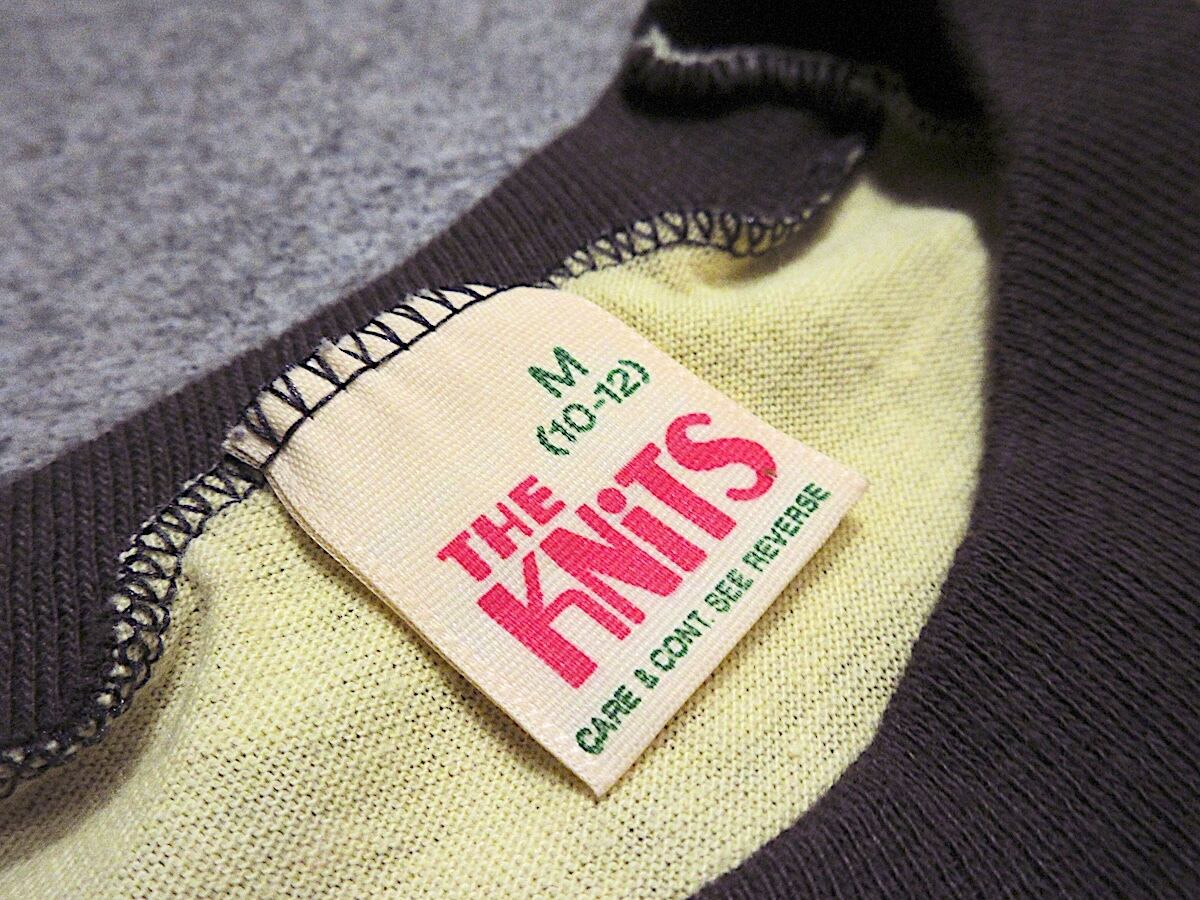 M
(10-12)
THE
KNiTS
CARE & CONT. SEE REVERSE